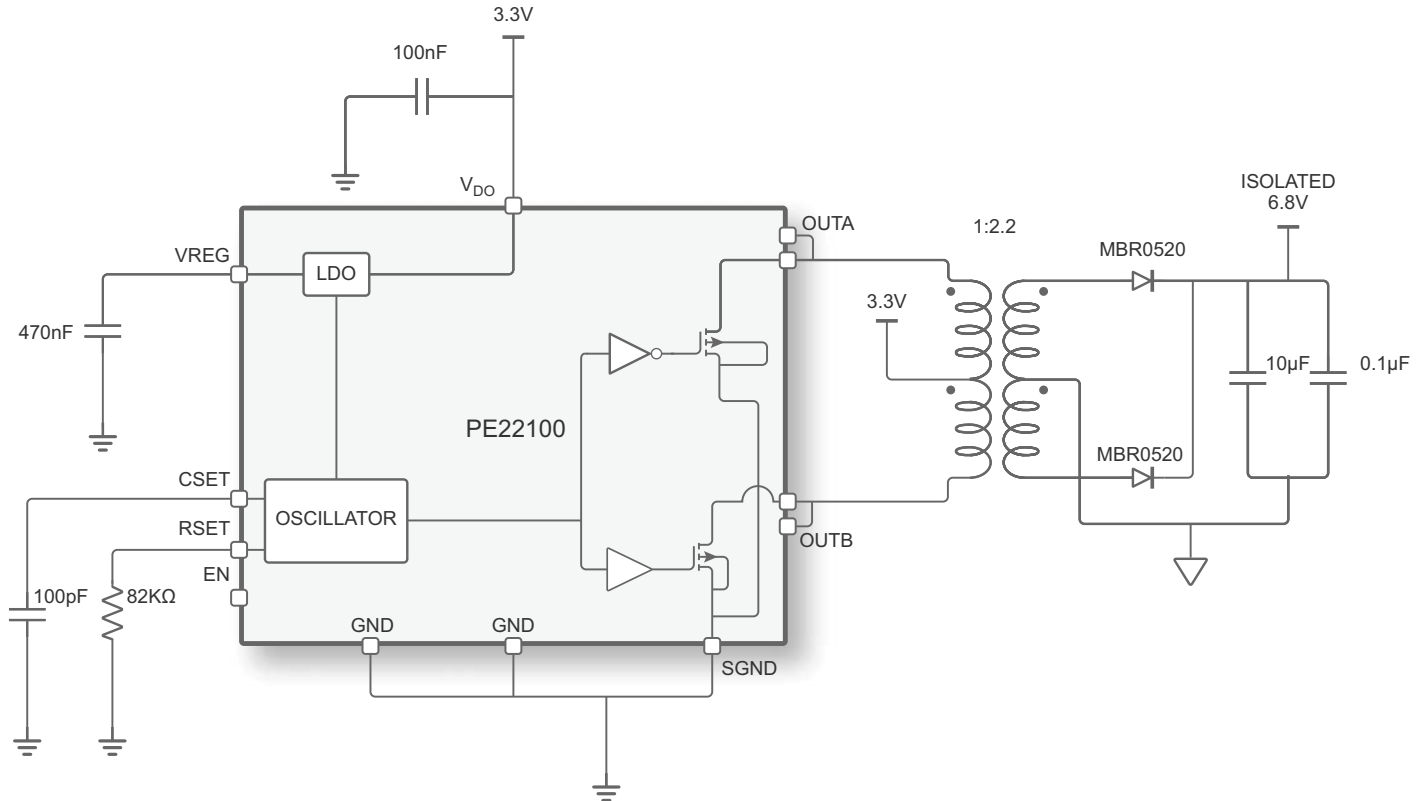 3.3V
100nF
V_DO
ISOLATED
6.8V
OUTA
1:2.2
VREG
LDO
MBR0520
3.3V
470nF
10µF
0.1µF
PE22100
MBR0520
CSET
OSCILLATOR
RSET
OUTB
EN
100pF
82KΩ
GND
GND
SGND